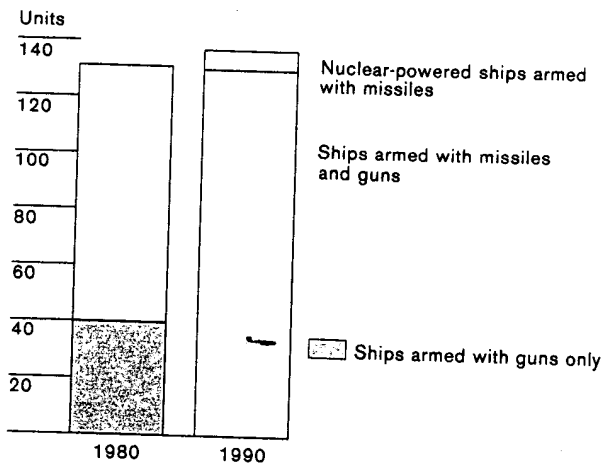 Units
140
120
100
80
60
40
20
1980
1990
Nuclear-powered ships armed
with missiles
Ships armed with missiles
and guns
Ships armed with guns only